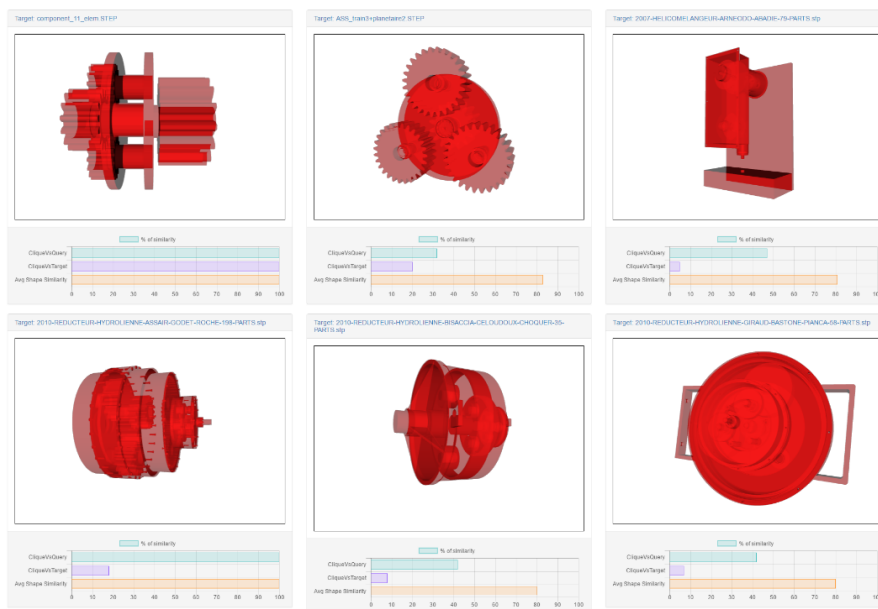 Target: component_11_elem.STEP
Target: ASS_train3+planetaire2.STEP
Target: 2007-HELICOMELANGEUR-ARNEODO-ABADIE-78-PARTS.stp
% of similarity
% of similarity
% of similarity
CliqueVsQuery
CliqueVsTarget
Avg Shape Similarity
0 10 20 30 40 50 60 70 80 90 100
CliqueVsQuery
CliqueVsTarget
Avg Shape Similarity
0 10 20 30 40 50 60 70 80 90 100
CliqueVsQuery
CliqueVsTarget
Avg Shape Similarity
0 10 20 30 40 50 60 70 80 90 100
Target: 2010-REDUCTEUR-HYDROLIENNE-ASSAIR-GODET-ROCHE-198-PARTS.stp
Target: 2010-REDUCTEUR-HYDROLIENNE-BISACCIA-CELOUDOUX-CHOQUER-35-
PARTS.stp
Target: 2010-REDUCTEUR-HYDROLIENNE-GIRAUD-BASTONE-PIANCA-58-PARTS.stp
% of similarity
% of similarity
% of similarity
CliqueVsQuery
CliqueVsTarget
Avg Shape Similarity
0 10 20 30 40 50 60 70 80 90 100
CliqueVsQuery
CliqueVsTarget
Avg Shape Similarity
0 10 20 30 40 50 60 70 80 90 100
CliqueVsQuery
CliqueVsTarget
Avg Shape Similarity
0 10 20 30 40 50 60 70 80 90 100